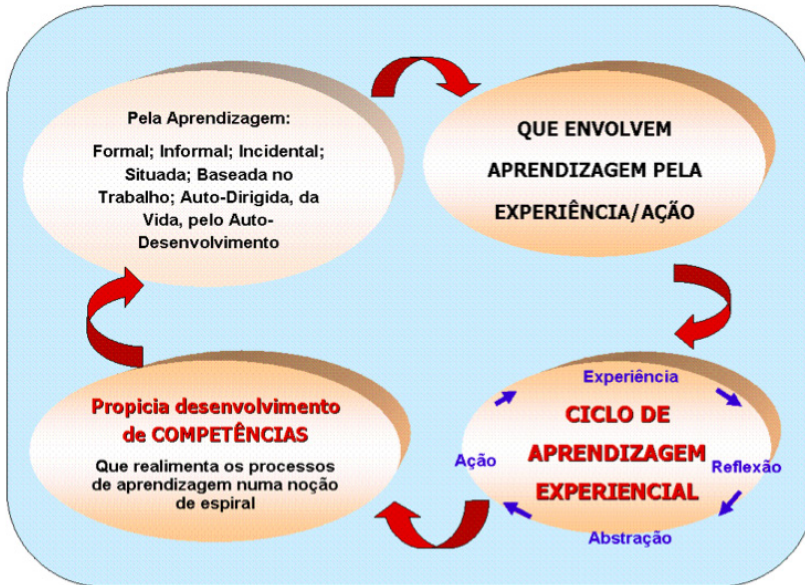 Pela Aprendizagem:
Formal; Informal; Incidental;
Situada; Baseada no
Trabalho; Auto-Dirigida, da
Vida, pelo Auto-
Desenvolvimento
QUE ENVOLVEM
APRENDIZAGEM PELA
EXPERIÊNCIA/AÇÃO
Propicia desenvolvimento
de COMPETÊNCIAS
Que realimenta os processos
de aprendizagem numa noção
de espiral
Experiência
CICLO DE
APRENDIZAGEM
EXPERIENCIAL
Ação
Reflexão
Abstração